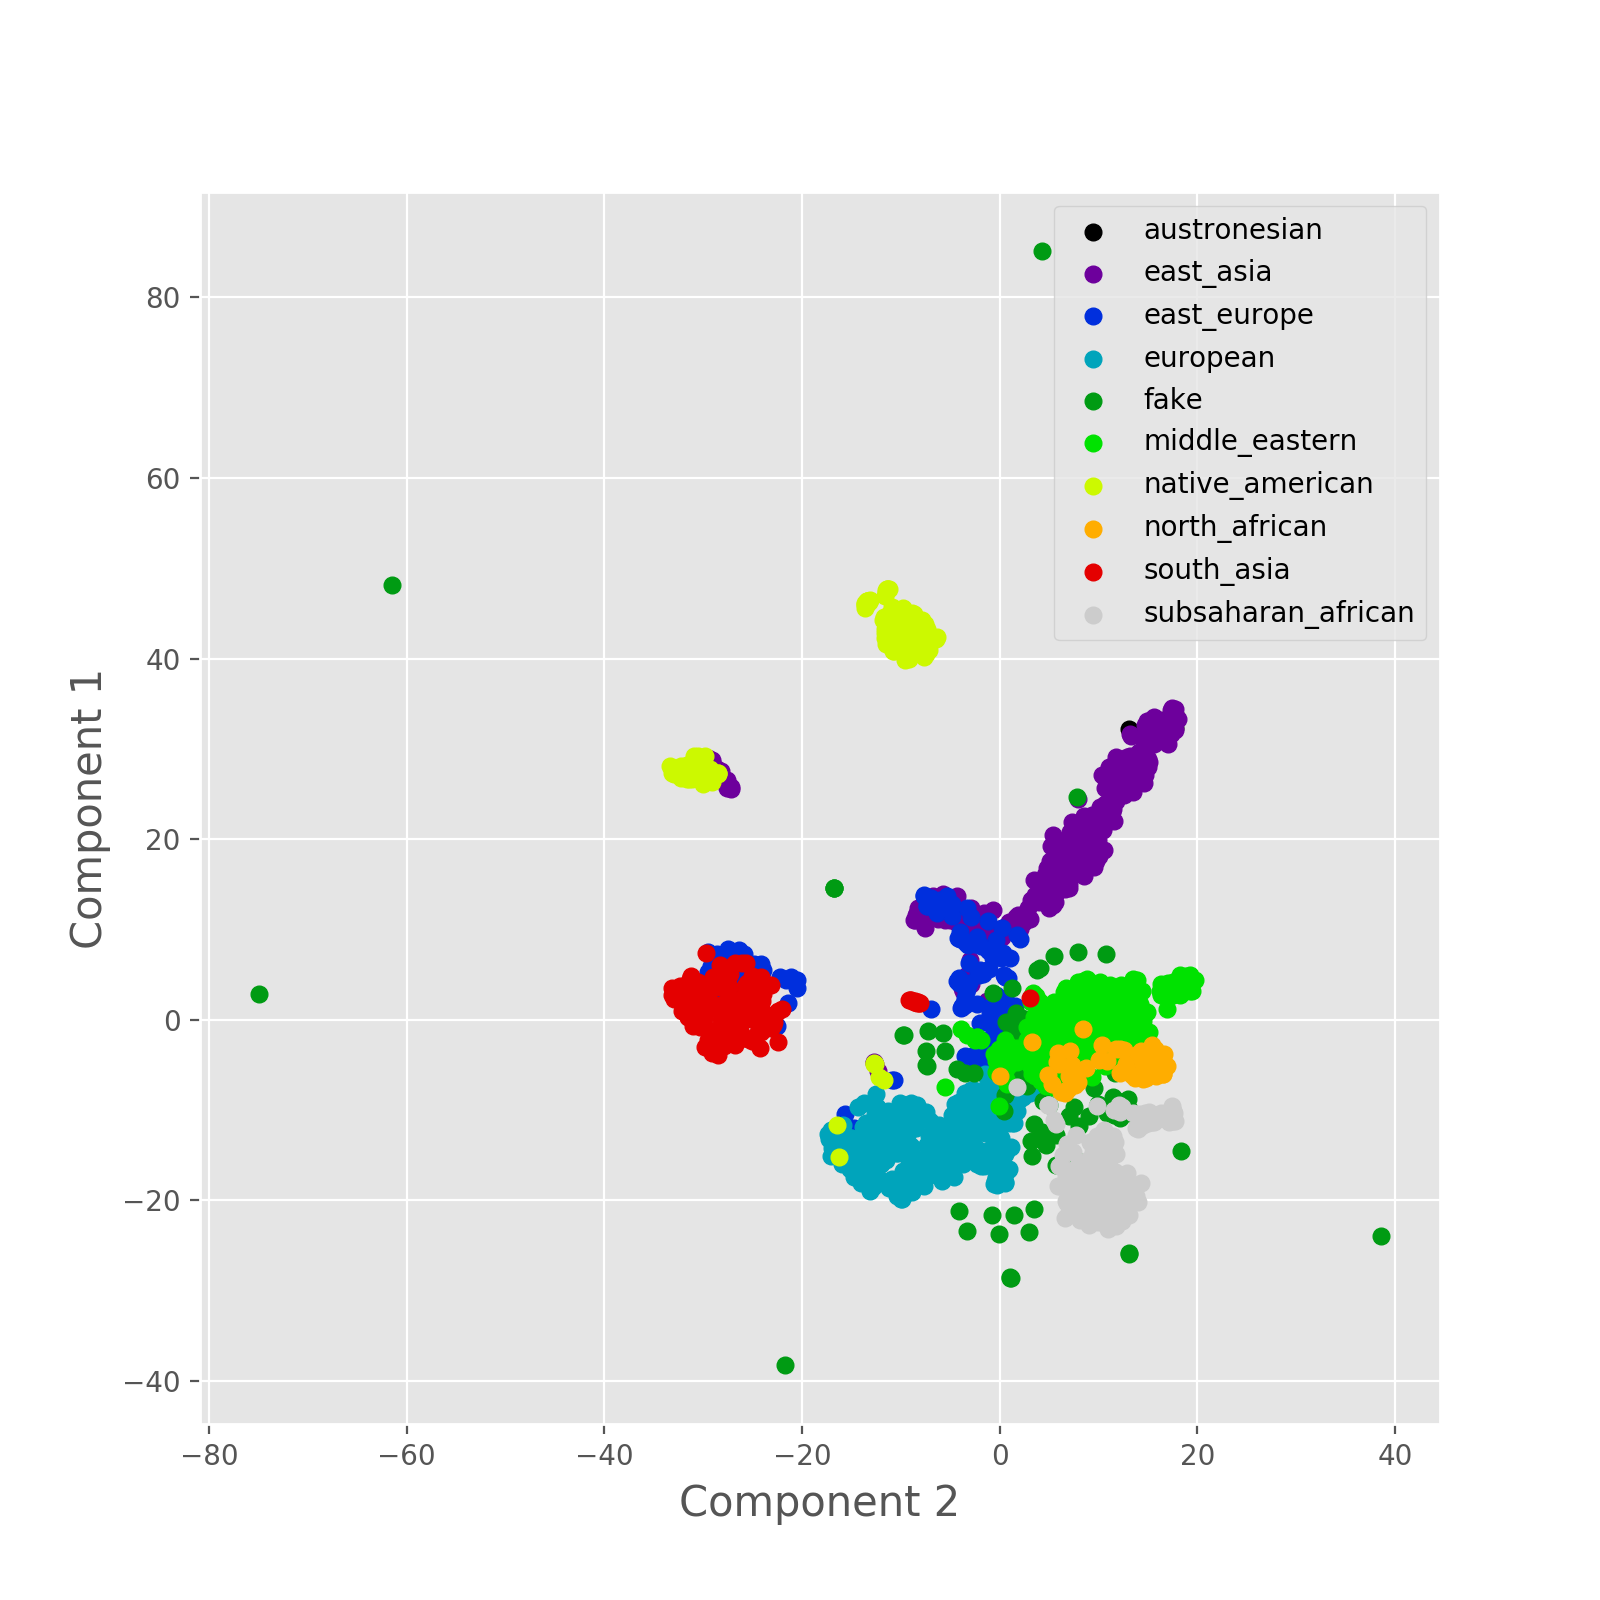 austronesian
east_asia
east_europe
european
fake
middle_eastern
native_american
north_african
south_asia
subsaharan_african
80
60
40
20
0
−20
−40
Component 1
−80 −60 −40 −20 0 20 40
Component 2